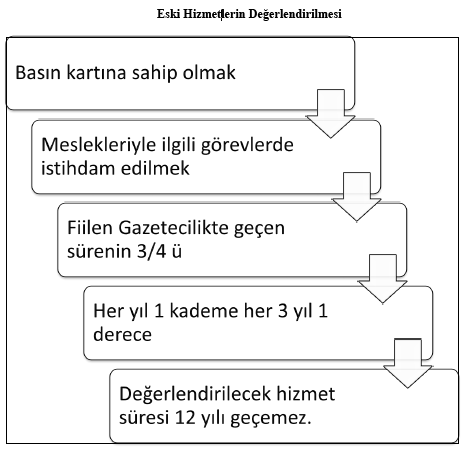 Eski Hizmetlerin Değerlendirilmesi
Basın kartına sahip olmak
Meslekleriyle ilgili görevlerde
istihdam edilmek
Fiilen Gazetecilikte geçen
sürenin 3/4 ü
Her yıl 1 kademe her 3 yıl 1
derece
Değerlendirilecek hizmet
süresi 12 yılı geçemez.